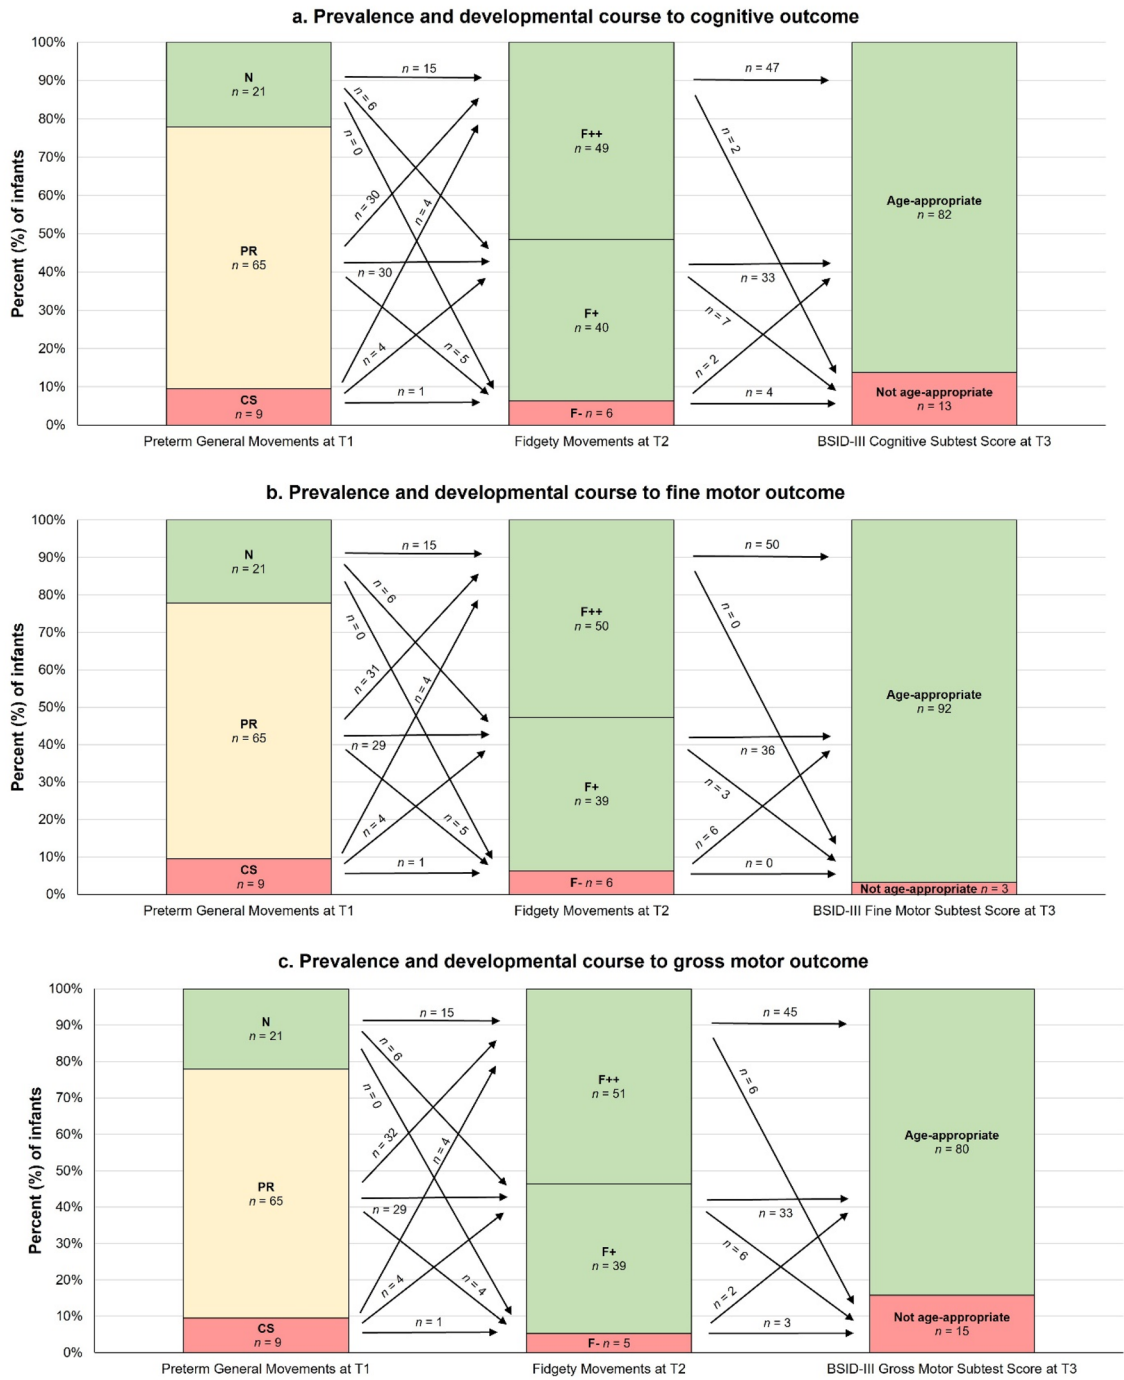 a. Prevalence and developmental course to cognitive outcome
Percent (%) of infants
100%
90%
80%
70%
60%
50%
40%
30%
20%
10%
0%
N
n = 21
PR
n = 65
CS
n = 9
n = 15
n = 6
n = 0
n = 30
n = 4
n = 30
n = 4
n = 5
n = 1
F++
n = 49
F+
n = 40
F- n = 6
n = 47
n = 2
n = 33
n = 7
n = 2
n = 4
Age-appropriate
n = 82
Not age-appropriate
n = 13
Preterm General Movements at T1
Fidgety Movements at T2
BSID-III Cognitive Subtest Score at T3
b. Prevalence and developmental course to fine motor outcome
Percent (%) of infants
100%
90%
80%
70%
60%
50%
40%
30%
20%
10%
0%
N
n = 21
PR
n = 65
CS
n = 9
n = 15
n = 6
n = 0
n = 31
n = 4
n = 29
n = 4
n = 5
n = 1
F++
n = 50
F+
n = 39
F- n = 6
n = 50
n = 0
n = 36
n = 3
n = 6
n = 0
Age-appropriate
n = 92
Not age-appropriate n = 3
Preterm General Movements at T1
Fidgety Movements at T2
BSID-III Fine Motor Subtest Score at T3
c. Prevalence and developmental course to gross motor outcome
Percent (%) of infants
100%
90%
80%
70%
60%
50%
40%
30%
20%
10%
0%
N
n = 21
PR
n = 65
CS
n = 9
n = 15
n = 6
n = 0
n = 32
n = 4
n = 29
n = 4
n = 4
n = 1
F++
n = 51
F+
n = 39
F- n = 5
n = 45
n = 6
n = 33
n = 6
n = 2
n = 3
Age-appropriate
n = 80
Not age-appropriate
n = 15
Preterm General Movements at T1
Fidgety Movements at T2
BSID-III Gross Motor Subtest Score at T3